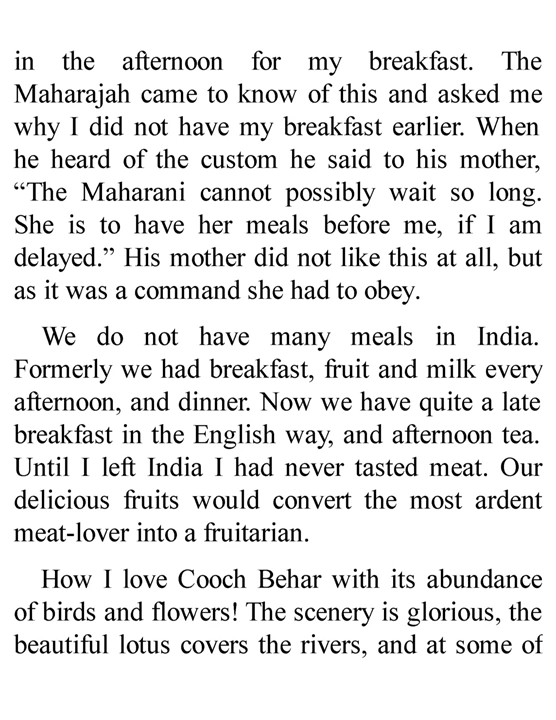 in the afternoon for my breakfast. The
Maharajah came to know of this and asked me
why I did not have my breakfast earlier. When
he heard of the custom he said to his mother,
“The Maharani cannot possibly wait so long.
She is to have her meals before me, if I am
delayed.” His mother did not like this at all, but
as it was a command she had to obey.
We do not have many meals in India.
Formerly we had breakfast, fruit and milk every
afternoon, and dinner. Now we have quite a late
breakfast in the English way, and afternoon tea.
Until I left India I had never tasted meat. Our
delicious fruits would convert the most ardent
meat-lover into a fruitarian.
How I love Cooch Behar with its abundance
of birds and flowers! The scenery is glorious, the
beautiful lotus covers the rivers, and at some of